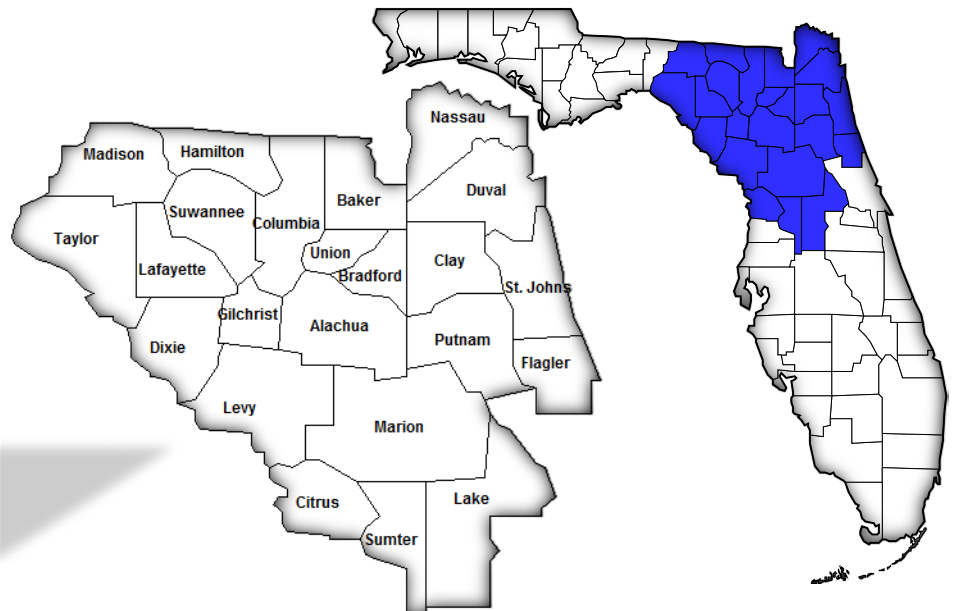 Nassau
Hamilton
Madison
Duval
Baker
Suwannee
Columbia
Taylor
Union
Clay
Lafayette
Bradford
St. Johns
Gilchrist
Alachua
Putnam
Dixie
Flagler
Levy
Marion
Citrus
Lake
Sumter